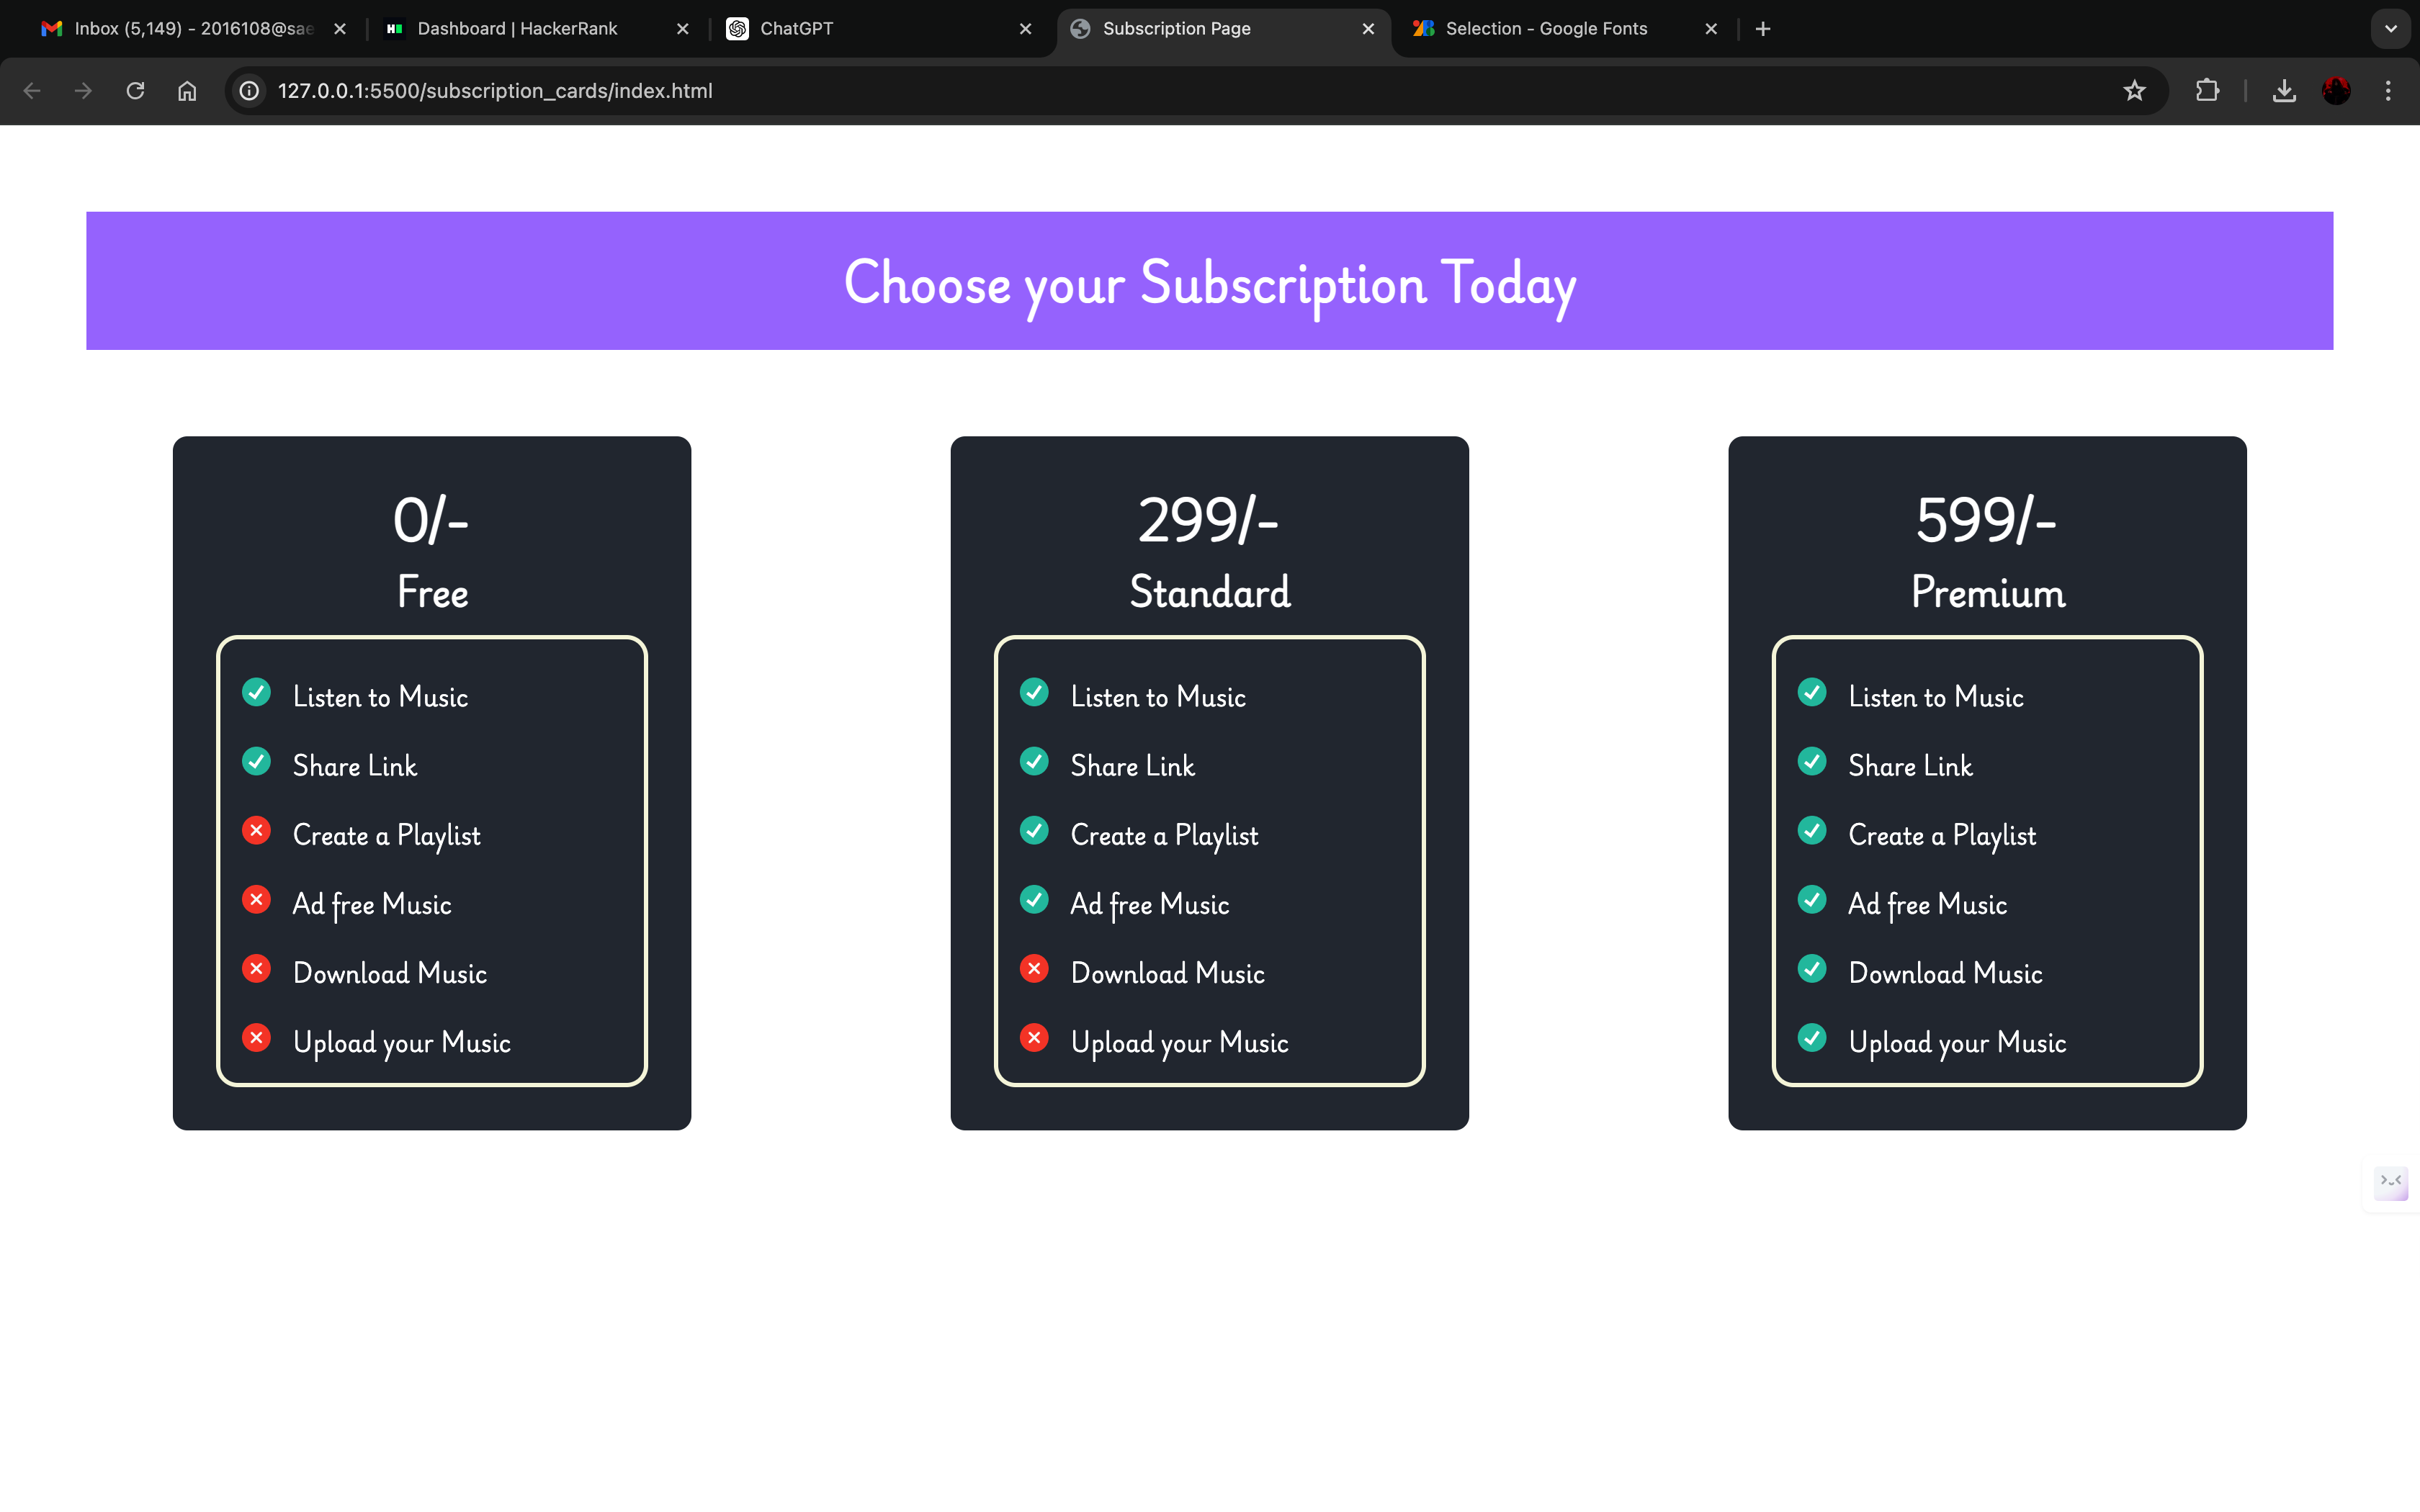 Inbox (5,149) - 2016108@sae
Dashboard | HackerRank
ChatGPT
Subscription Page
Selection - Google Fonts
127.0.0.1:5500/subscription_cards/index.html
Choose your Subscription Today
0/-
Free
Listen to Music
Share Link
Create a Playlist
Ad free Music
Download Music
Upload your Music
299/-
Standard
Listen to Music
Share Link
Create a Playlist
Ad free Music
Download Music
Upload your Music
599/-
Premium
Listen to Music
Share Link
Create a Playlist
Ad free Music
Download Music
Upload your Music